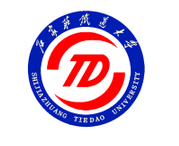 石家庄铁道大学
TD
SHIJIAZHUANG TIEDAO UNIVERSITY